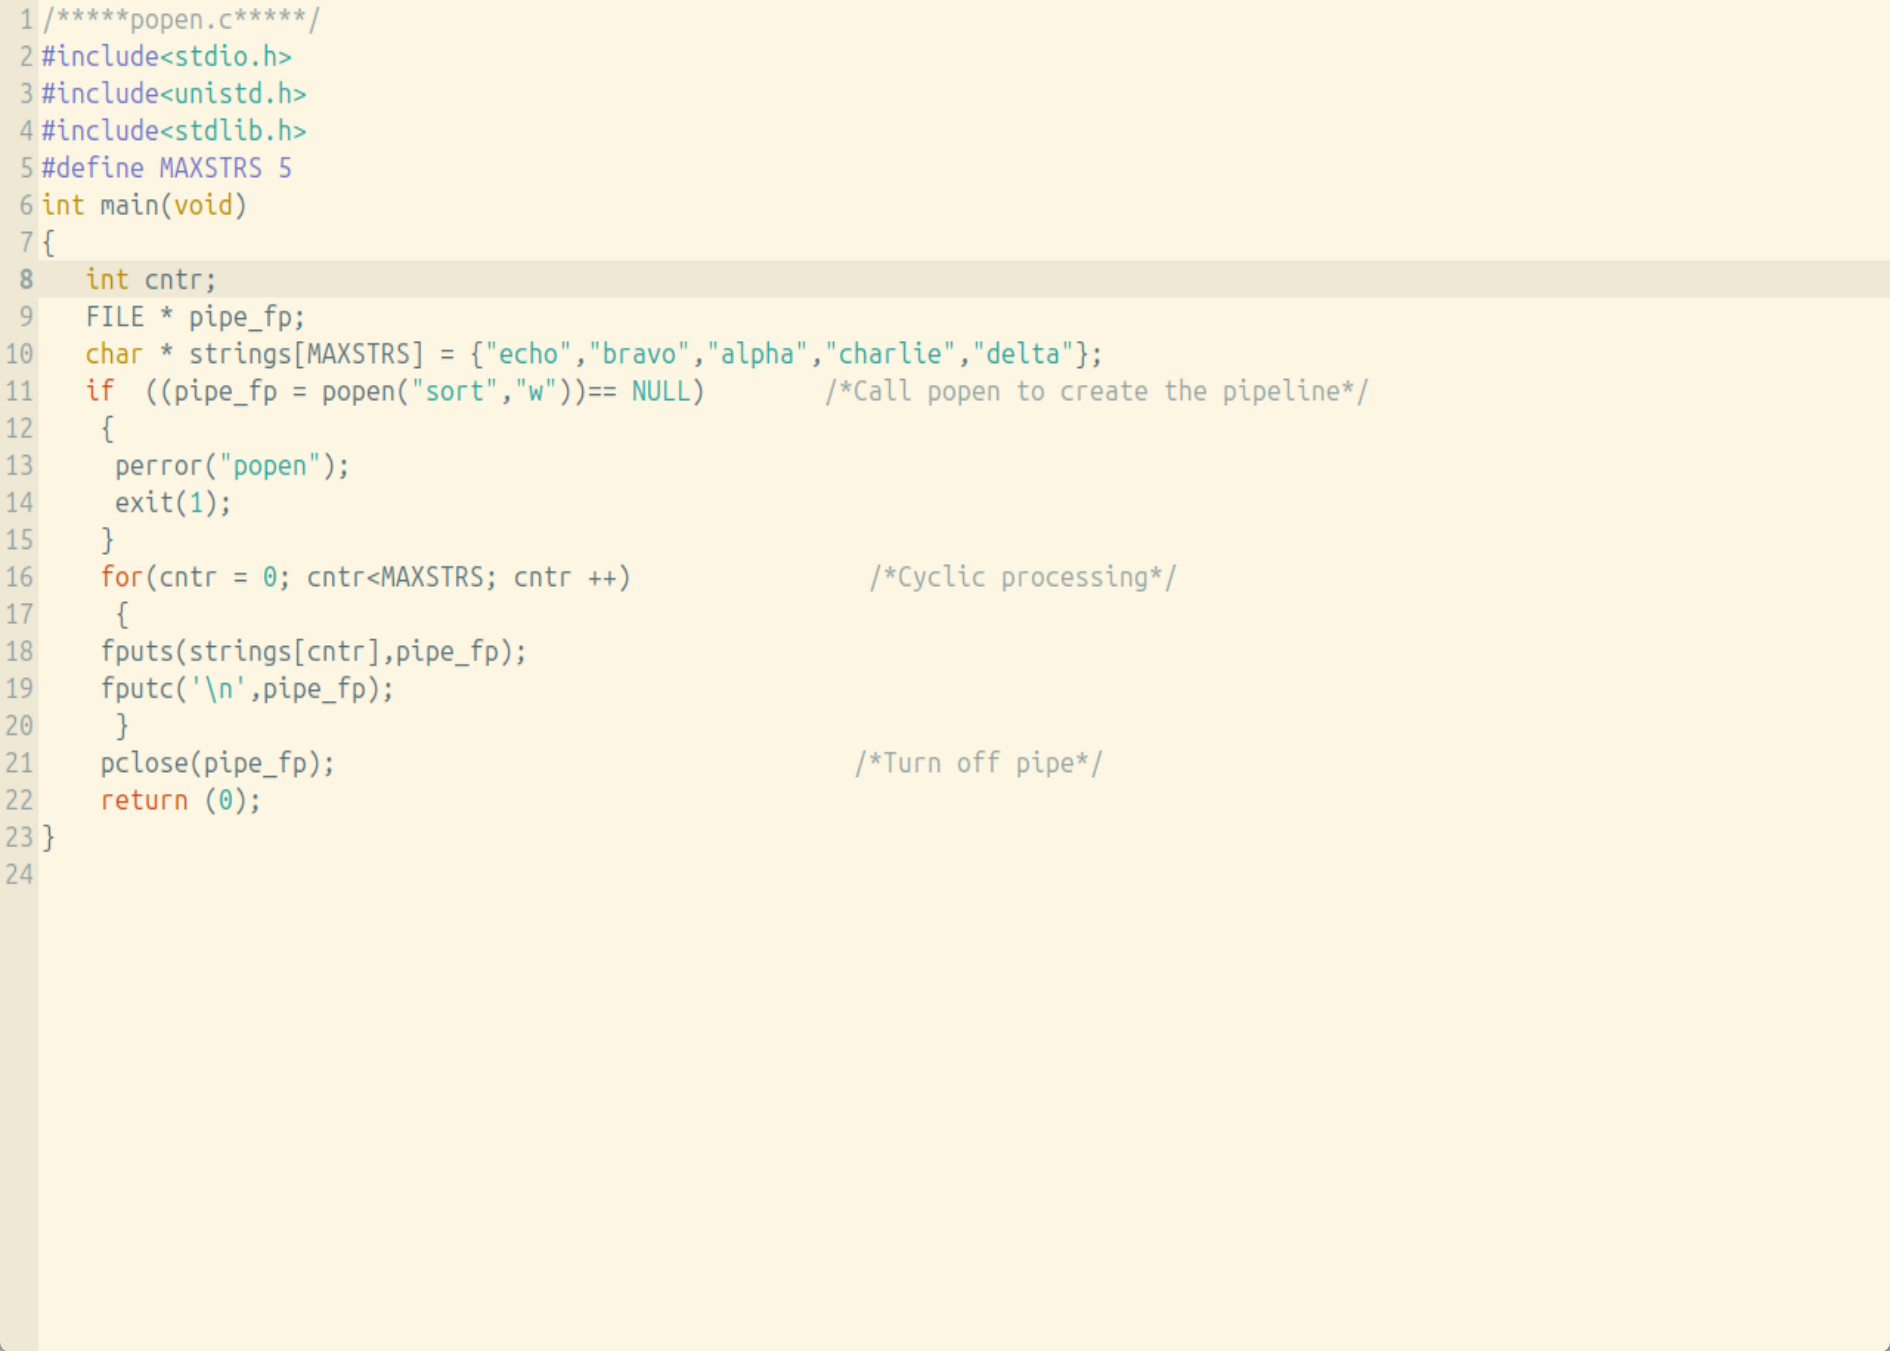 1 /*****popen.c*****/
2 #include<stdio.h>
3 #include<unistd.h>
4 #include<stdlib.h>
5 #define MAXSTRS 5
6 int main(void)
7 {
8    int cntr;
9    FILE * pipe_fp;
10    char * strings[MAXSTRS] = {"echo","bravo","alpha","charlie","delta"};
11    if  ((pipe_fp = popen("sort","w"))== NULL)        /*Call popen to create the pipeline*/
12     {
13      perror("popen");
14      exit(1);
15     }
16     for(cntr = 0; cntr<MAXSTRS; cntr ++)                /*Cyclic processing*/
17      {
18     fputs(strings[cntr],pipe_fp);
19     fputc('\n',pipe_fp);
20      }
21     pclose(pipe_fp);                                   /*Turn off pipe*/
22     return (0);
23 }
24